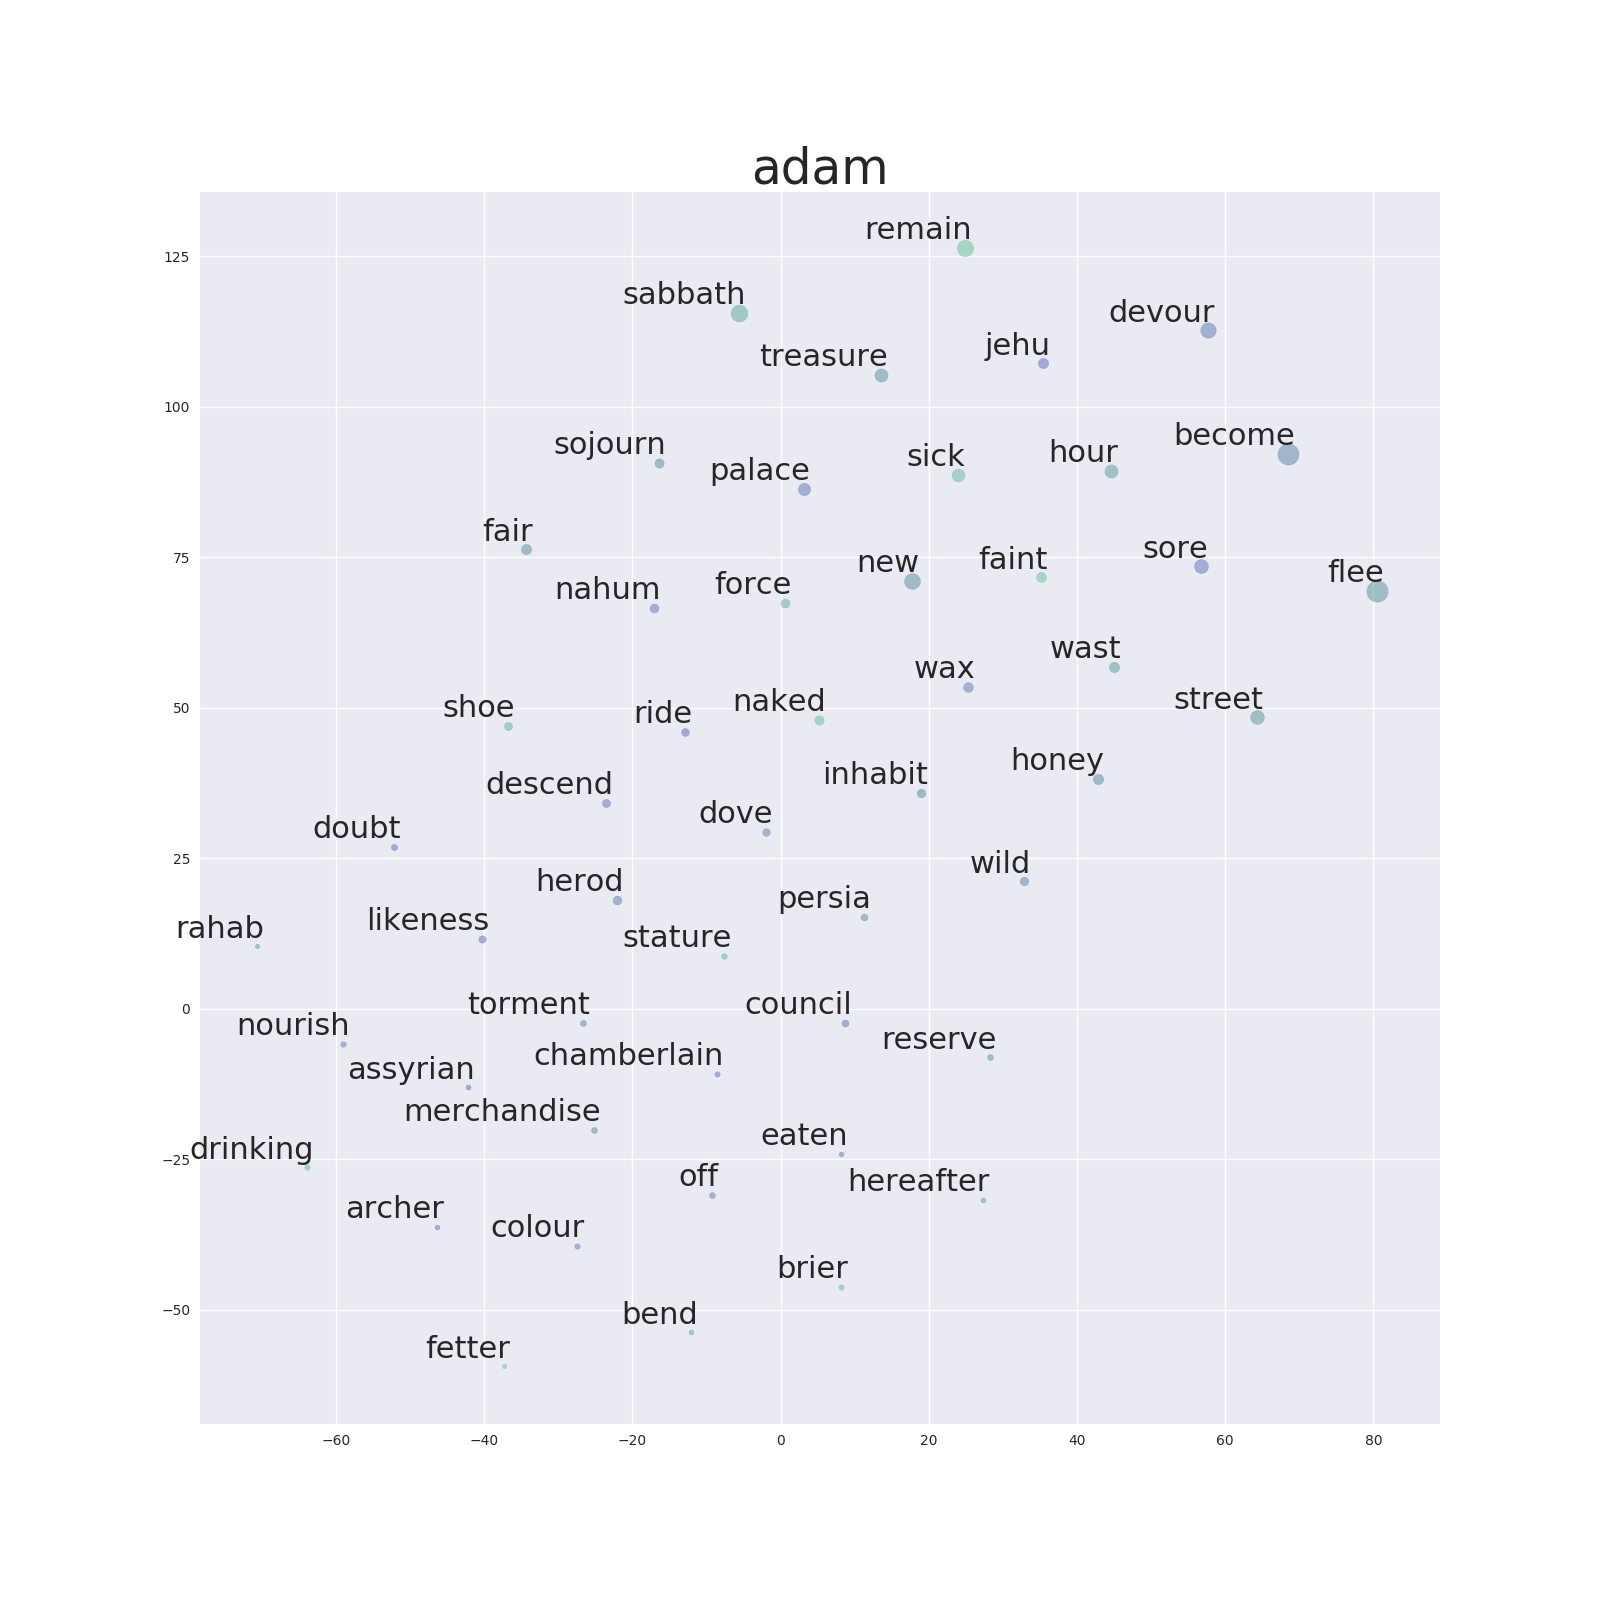 adam
remain
125
sabbath
devour
jehu
treasure
100
become
sojourn
hour
sick
palace
fair
75
sore
new
faint
flee
nahum
force
wast
wax
street
50
shoe
ride
naked
honey
inhabit
descend
dove
doubt
25
wild
herod
persia
likeness
rahab
stature
0
torment
council
nourish
reserve
chamberlain
assyrian
merchandise
eaten
drinking
−25
off
hereafter
archer
colour
brier
−50
bend
fetter
−60 −40 −20 0 20 40 60 80